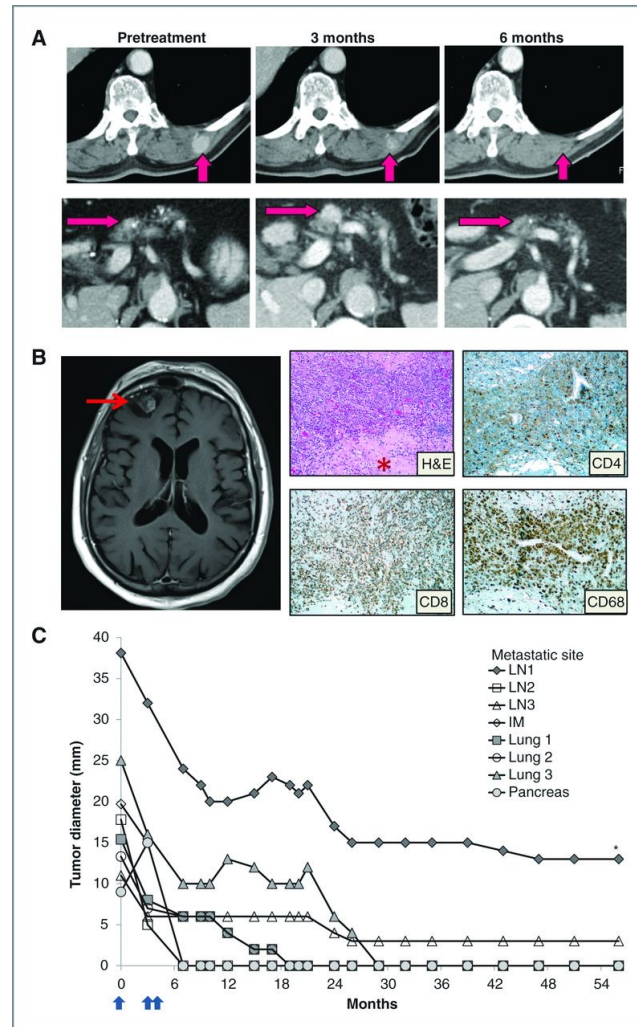 A
Pretreatment
3 months
6 months
F
B
*
H&E
CD4
CD8
CD68
C
Metastatic site
LN1
LN2
LN3
IM
Lung 1
Lung 2
Lung 3
Pancreas
Tumor diameter (mm)
40
35
30
25
20
15
10
5
0
*
0 6 12 18 24 30 36 42 48 54
Months